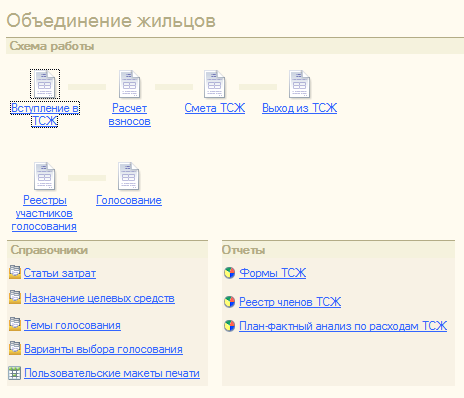 Объединение жильцов
Схема работы
Вступление в ТСЖ
Расчет взносов
Смета ТСЖ
Выход из ТСЖ
Реестры участников голосования
Голосование
Справочники
Статьи затрат
Назначение целевых средств
Темы голосования
Варианты выбора голосования
Пользовательские макеты печати
Отчеты
Формы ТСЖ
Реестр членов ТСЖ
План-фактный анализ по расходам ТСЖ